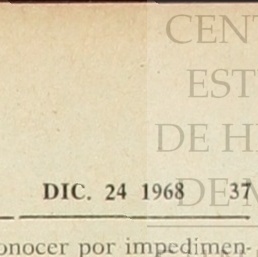 CENT
EST
DE H
DE M
DIC. 24 1968 37
onocer por impedimen-